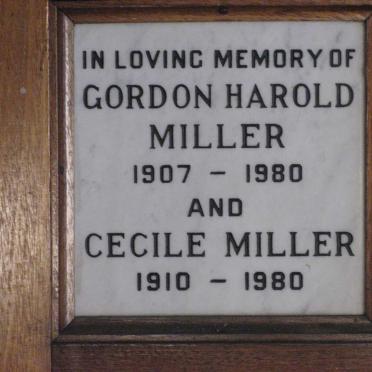 IN LOVING MEMORY OF
GORDON HAROLD
MILLER
1907 – 1980
AND
CECILE MILLER
1910 – 1980